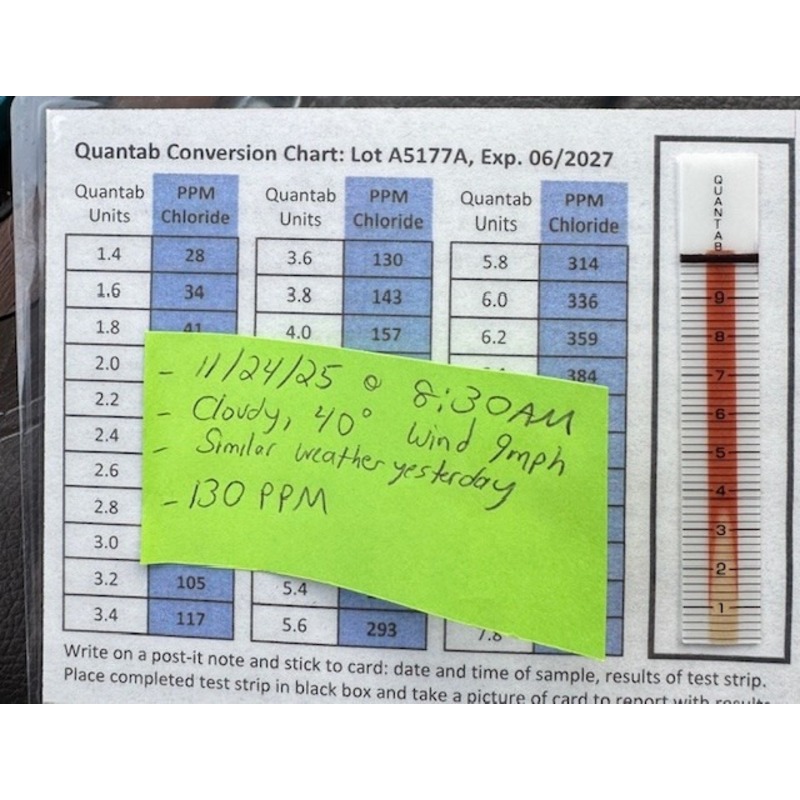 Quantab Conversion Chart: Lot A5177A, Exp. 06/2027
Quantab Units PPM Chloride Quantab Units PPM Chloride Quantab Units PPM Chloride
1.4 28 3.6 130 5.8 314
1.6 34 3.8 143 6.0 336
1.8 41 4.0 157 6.2 359
2.0 384
2.2
2.4
2.6
2.8
3.0
3.2 105 5.4
3.4 117 5.6 293 7.8
- 11/24/25 @ 8:30AM
- Cloudy, 40° Wind 9mph
- Similar weather yesterday
- 130 PPM
QUANTAB
9
8
7
6
5
4
3
2
1
Write on a post-it note and stick to card: date and time of sample, results of test strip.
Place completed test strip in black box and take a picture of card to report with